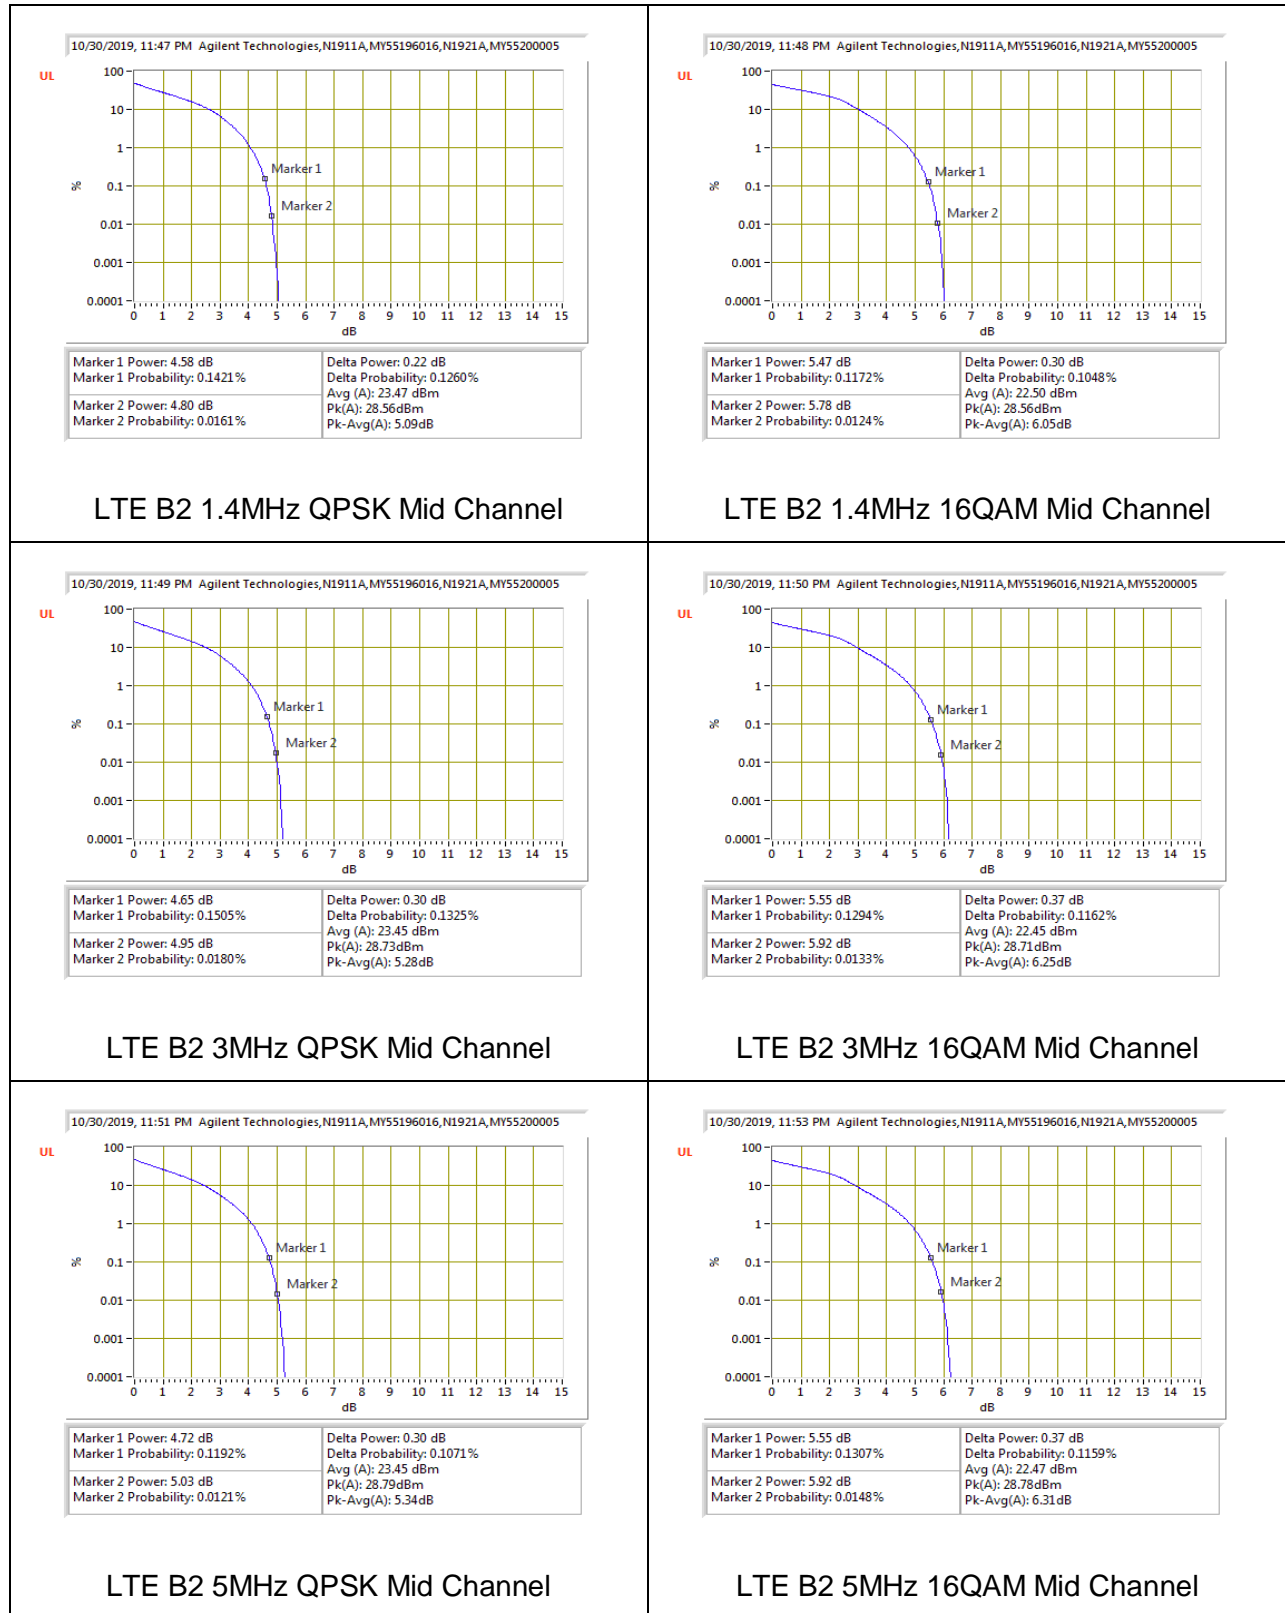 10/30/2019, 11:47 PM  Agilent Technologies,N1911A,MY55196016,N1921A,MY55200005
UL
100
10
1
0.1
0.01
0.001
0.0001
%
Marker 1
Marker 2
0 1 2 3 4 5 6 7 8 9 10 11 12 13 14 15
dB
Marker 1 Power: 4.58 dB
Marker 1 Probability: 0.1421%
Marker 2 Power: 4.80 dB
Marker 2 Probability: 0.0161%
Delta Power: 0.22 dB
Delta Probability: 0.1260%
Avg (A): 23.47 dBm
Pk(A): 28.56dBm
Pk-Avg(A): 5.09dB
LTE B2 1.4MHz QPSK Mid Channel
10/30/2019, 11:48 PM  Agilent Technologies,N1911A,MY55196016,N1921A,MY55200005
UL
100
10
1
0.1
0.01
0.001
0.0001
%
Marker 1
Marker 2
0 1 2 3 4 5 6 7 8 9 10 11 12 13 14 15
dB
Marker 1 Power: 5.47 dB
Marker 1 Probability: 0.1172%
Marker 2 Power: 5.78 dB
Marker 2 Probability: 0.0124%
Delta Power: 0.30 dB
Delta Probability: 0.1048%
Avg (A): 22.50 dBm
Pk(A): 28.56dBm
Pk-Avg(A): 6.05dB
LTE B2 1.4MHz 16QAM Mid Channel
10/30/2019, 11:49 PM  Agilent Technologies,N1911A,MY55196016,N1921A,MY55200005
UL
100
10
1
0.1
0.01
0.001
0.0001
%
Marker 1
Marker 2
0 1 2 3 4 5 6 7 8 9 10 11 12 13 14 15
dB
Marker 1 Power: 4.65 dB
Marker 1 Probability: 0.1505%
Marker 2 Power: 4.95 dB
Marker 2 Probability: 0.0180%
Delta Power: 0.30 dB
Delta Probability: 0.1325%
Avg (A): 23.45 dBm
Pk(A): 28.73dBm
Pk-Avg(A): 5.28dB
LTE B2 3MHz QPSK Mid Channel
10/30/2019, 11:50 PM  Agilent Technologies,N1911A,MY55196016,N1921A,MY55200005
UL
100
10
1
0.1
0.01
0.001
0.0001
%
Marker 1
Marker 2
0 1 2 3 4 5 6 7 8 9 10 11 12 13 14 15
dB
Marker 1 Power: 5.55 dB
Marker 1 Probability: 0.1294%
Marker 2 Power: 5.92 dB
Marker 2 Probability: 0.0133%
Delta Power: 0.37 dB
Delta Probability: 0.1162%
Avg (A): 22.45 dBm
Pk(A): 28.71dBm
Pk-Avg(A): 6.25dB
LTE B2 3MHz 16QAM Mid Channel
10/30/2019, 11:51 PM  Agilent Technologies,N1911A,MY55196016,N1921A,MY55200005
UL
100
10
1
0.1
0.01
0.001
0.0001
%
Marker 1
Marker 2
0 1 2 3 4 5 6 7 8 9 10 11 12 13 14 15
dB
Marker 1 Power: 4.72 dB
Marker 1 Probability: 0.1192%
Marker 2 Power: 5.03 dB
Marker 2 Probability: 0.0121%
Delta Power: 0.30 dB
Delta Probability: 0.1071%
Avg (A): 23.45 dBm
Pk(A): 28.79dBm
Pk-Avg(A): 5.34dB
LTE B2 5MHz QPSK Mid Channel
10/30/2019, 11:53 PM  Agilent Technologies,N1911A,MY55196016,N1921A,MY55200005
UL
100
10
1
0.1
0.01
0.001
0.0001
%
Marker 1
Marker 2
0 1 2 3 4 5 6 7 8 9 10 11 12 13 14 15
dB
Marker 1 Power: 5.55 dB
Marker 1 Probability: 0.1307%
Marker 2 Power: 5.92 dB
Marker 2 Probability: 0.0148%
Delta Power: 0.37 dB
Delta Probability: 0.1159%
Avg (A): 22.47 dBm
Pk(A): 28.78dBm
Pk-Avg(A): 6.31dB
LTE B2 5MHz 16QAM Mid Channel